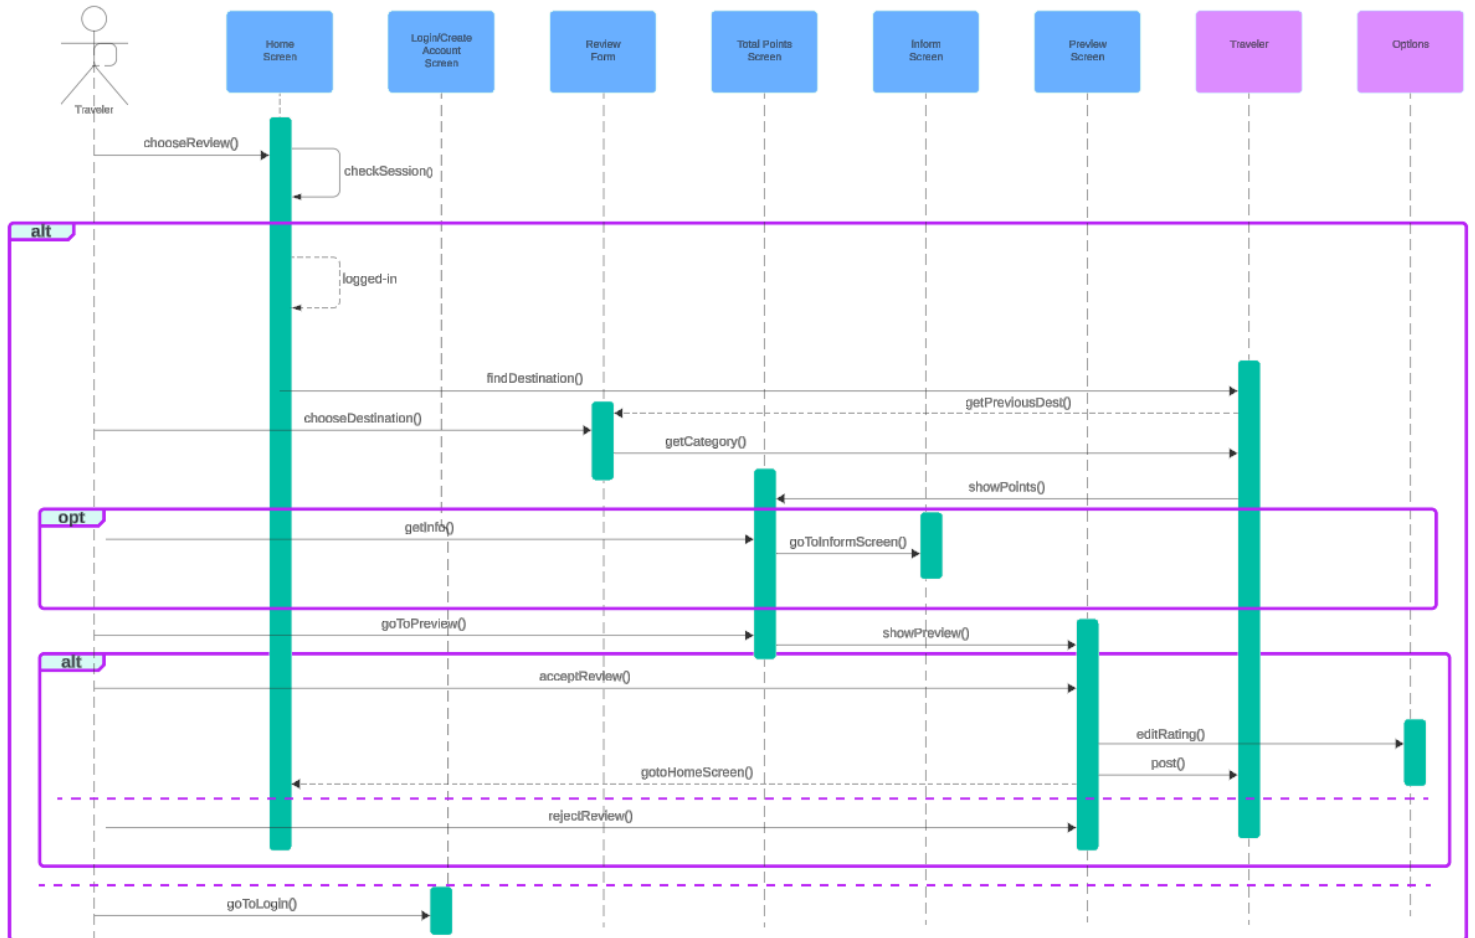 Home
Screen
Login/Create
Account
Screen
Review
Form
Total Points
Screen
Inform
Screen
Preview
Screen
Traveler
Options
Traveler
chooseReview()
checkSession()
alt
logged-in
findDestination()
getPreviousDest()
chooseDestination()
getCategory()
showPoints()
opt
getInfo()
goToInformScreen()
goToPreview()
showPreview()
alt
acceptReview()
editRating()
post()
gotoHomeScreen()
rejectReview()
goToLogin()